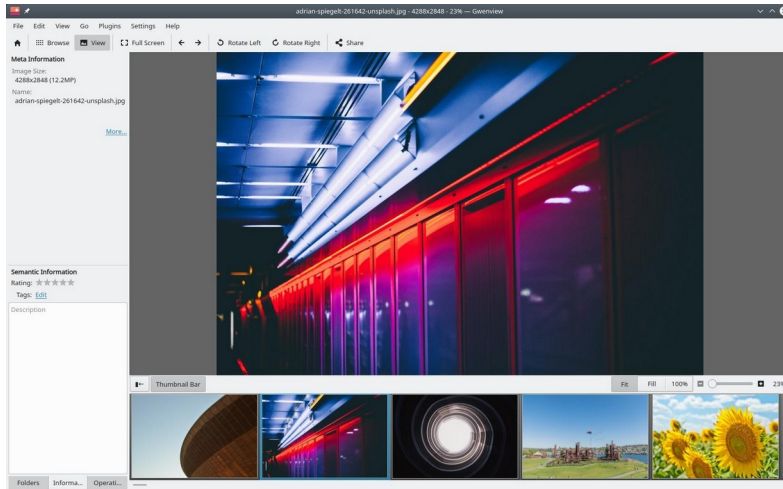 adrian-spiegelt-261642-unsplash.jpg - 4288x2848 - 23% — Gwenview
File Edit View Go Plugins Settings Help
Browse View Full Screen Rotate Left Rotate Right Share
Meta Information
Image Size:
4288x2848 (12.2MP)
Name:
adrian-spiegelt-261642-unsplash.jpg
More...
Semantic Information
Rating:
Tags: Edit
Description
Thumbnail Bar Fit Fill 100% 23%
Folders Informa... Operati...